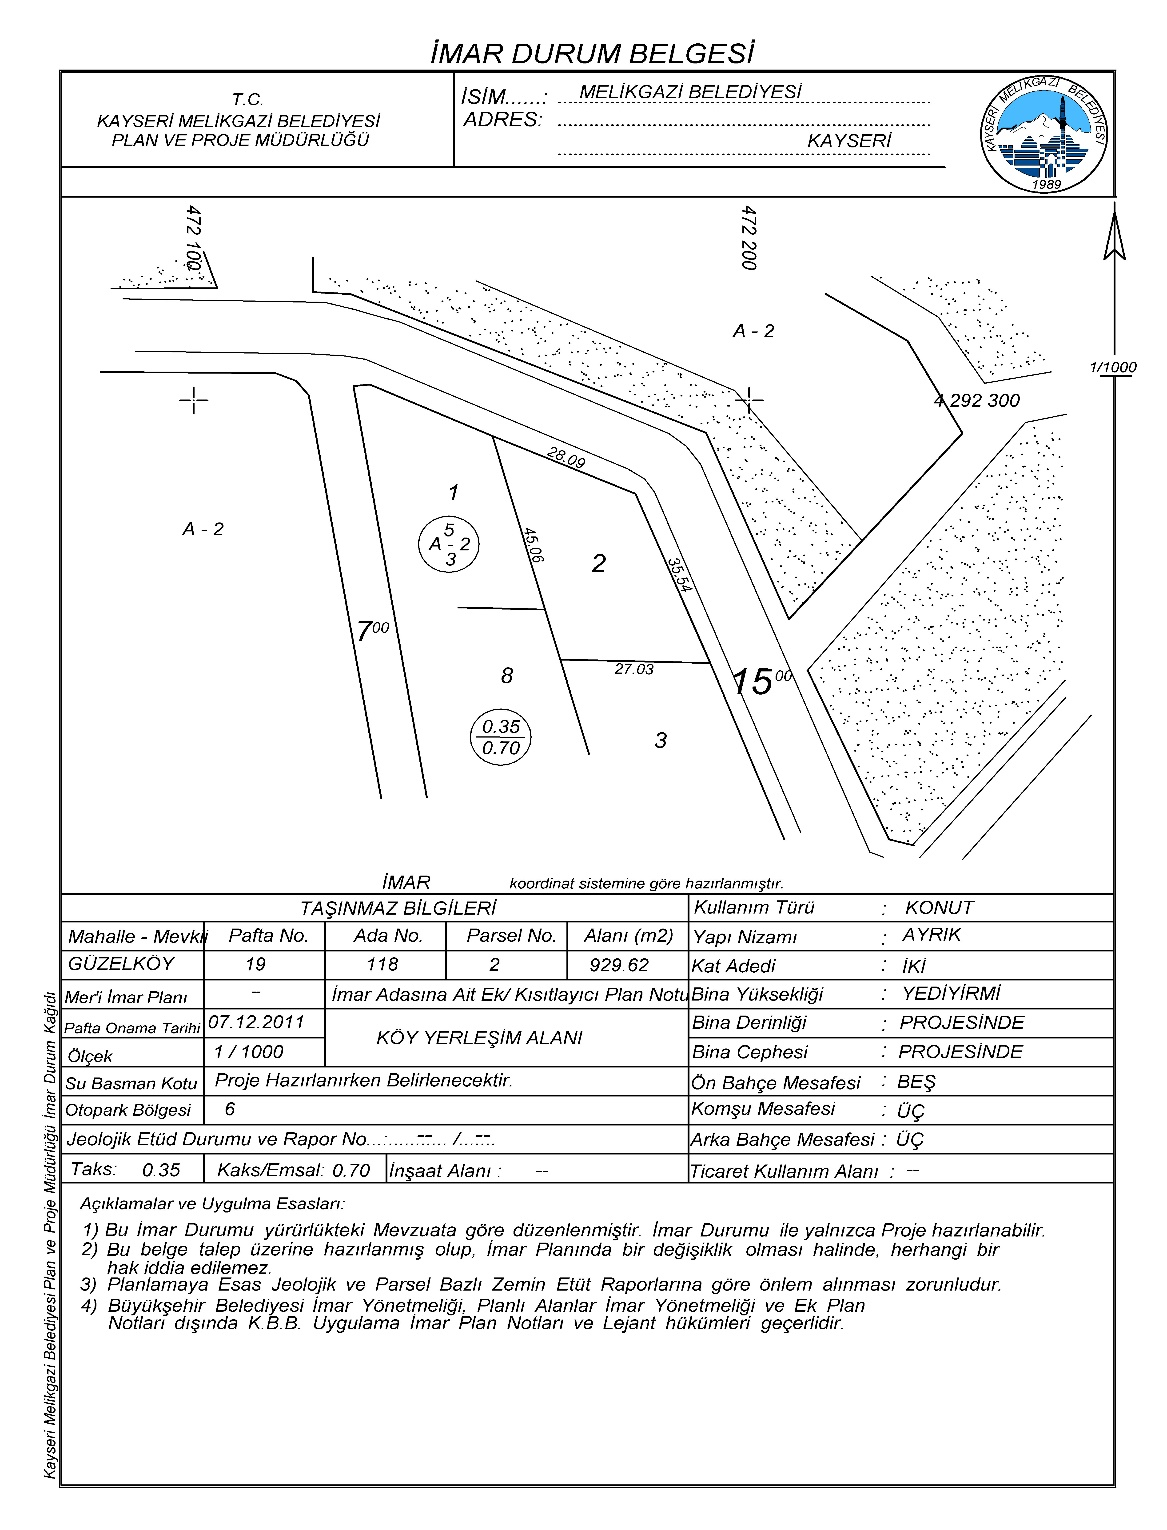 İMAR DURUM BELGESİ
T.C.
KAYSERİ MELİKGAZİ BELEDİYESİ
PLAN VE PROJE MÜDÜRLÜĞÜ
İSİM......: MELİKGAZİ BELEDİYESİ
ADRES:
KAYSERİ
KAYSERİ MELİKGAZİ BELEDİYESİ
1989
472 100
472 200
A - 2
1/1000
4 292 300
28.09
1
A - 2
5
A - 2
3
45.06
2
35.54
7 00
27.03
8
15 00
0.35
0.70
3
İMAR koordinat sistemine göre hazırlanmıştır.
TAŞINMAZ BİLGİLERİ
Kullanım Türü : KONUT
Mahalle - Mevkii Pafta No. Ada No. Parsel No. Alanı (m2)
Yapı Nizamı : AYRIK
GÜZELKÖY 19 118 2 929.62
Kat Adedi : İKİ
Mer'i İmar Planı – İmar Adasına Ait Ek/ Kısıtlayıcı Plan Notu
Bina Yüksekliği : YEDİYİRMİ
Pafta Onama Tarihi 07.12.2011 KÖY YERLEŞİM ALANI
Bina Derinliği : PROJESİNDE
Ölçek 1 / 1000
Bina Cephesi : PROJESİNDE
Su Basman Kotu Proje Hazırlanırken Belirlenecektir.
Ön Bahçe Mesafesi : BEŞ
Otopark Bölgesi 6
Komşu Mesafesi : ÜÇ
Jeolojik Etüd Durumu ve Rapor No...:.....--... /...--.
Arka Bahçe Mesafesi : ÜÇ
Taks: 0.35 Kaks/Emsal: 0.70 İnşaat Alanı : --
Ticaret Kullanım Alanı : --
Açıklamalar ve Uygulma Esasları:
1) Bu İmar Durumu yürürlükteki Mevzuata göre düzenlenmiştir. İmar Durumu ile yalnızca Proje hazırlanabilir.
2) Bu belge talep üzerine hazırlanmış olup, İmar Planında bir değişiklik olması halinde, herhangi bir
hak iddia edilemez.
3) Planlamaya Esas Jeolojik ve Parsel Bazlı Zemin Etüt Raporlarına göre önlem alınması zorunludur.
4) Büyükşehir Belediyesi İmar Yönetmeliği, Planlı Alanlar İmar Yönetmeliği ve Ek Plan
Notları dışında K.B.B. Uygulama İmar Plan Notları ve Lejant hükümleri geçerlidir.
Kayseri Melikgazi Belediyesi Plan ve Proje Müdürlüğü İmar Durum Kağıdı